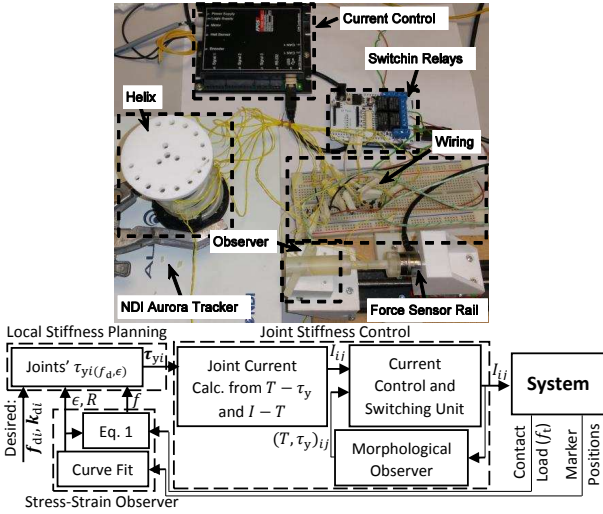 Current Control
Switchin Relays
Helix
Wiring
Observer
NDI Aurora Tracker
Force Sensor Rail
Local Stiffness Planning
Joint Stiffness Control
Joints' τyi(fd,ϵ)
τyi
Joint Current
Calc. from T − τy
and I − T
Iij
Current
Control and
Switching Unit
Iij
System
Desired:
fdi, kdi
ϵ, R
f
Eq. 1
Curve Fit
Stress-Strain Observer
(T, τy)ij
Morphological
Observer
Contact
Load (ft)
Marker
Positions